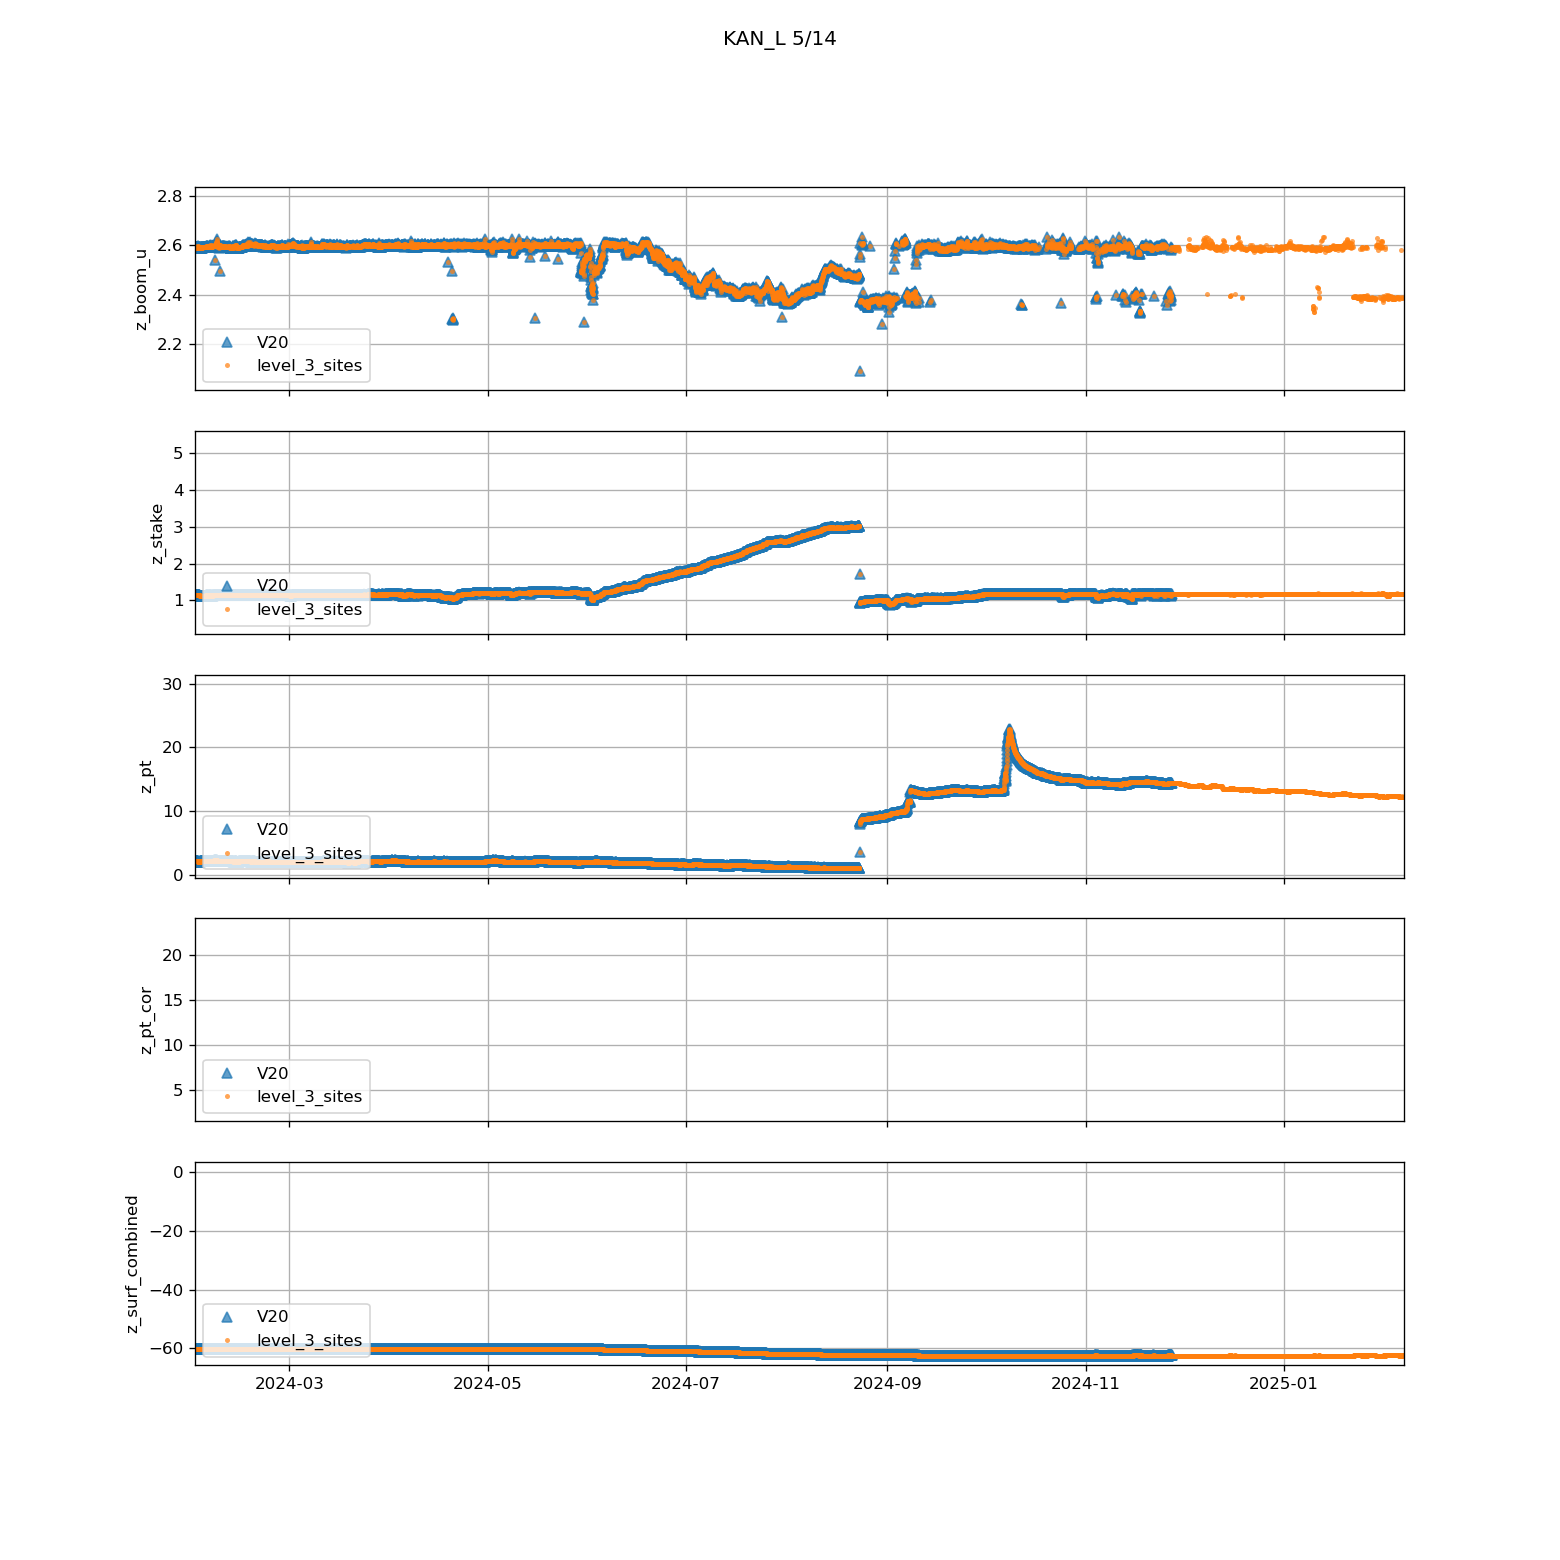 KAN_L 5/14
2.8
2.6
2.4
2.2
z_boom_u
V20
level_3_sites
5
4
3
2
1
z_stake
V20
level_3_sites
30
20
10
0
z_pt
V20
level_3_sites
20
15
10
5
z_pt_cor
V20
level_3_sites
0
−20
−40
−60
z_surf_combined
V20
level_3_sites
2024-03 2024-05 2024-07 2024-09 2024-11 2025-01